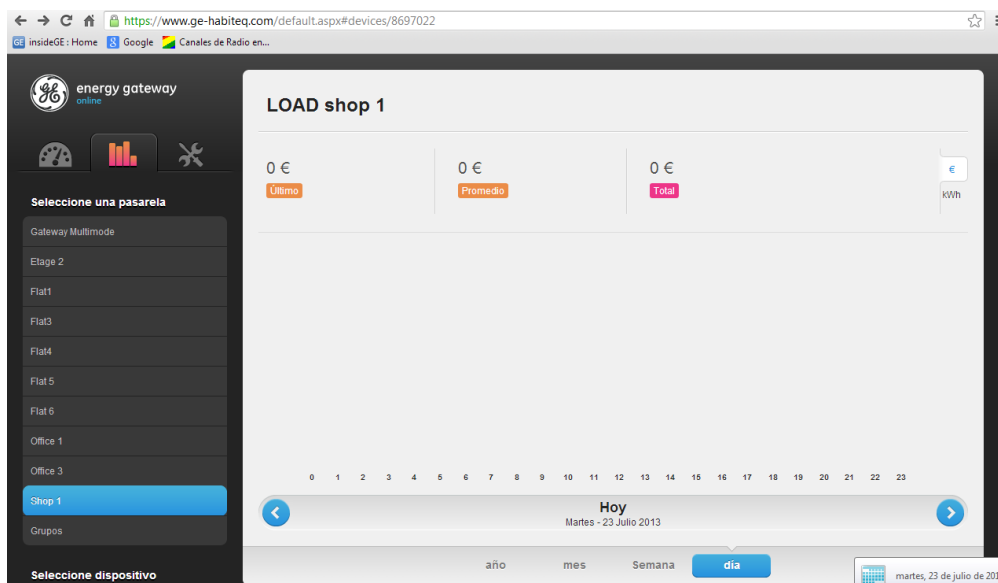 https://www.ge-habiteq.com/default.aspx#devices/8697022
GE insideGE : Home 8 Google Canales de Radio en...
energy gateway
online
Seleccione una pasarela
Gateway Multimode
Etage 2
Flat1
Flat3
Flat4
Flat 5
Flat 6
Office 1
Office 3
Shop 1
Grupos
Seleccione dispositivo
LOAD shop 1
0 € 0 € 0 €
Último Promedio Total
€
kWh
0 1 2 3 4 5 6 7 8 9 10 11 12 13 14 15 16 17 18 19 20 21 22 23
Hoy
Martes - 23 Julio 2013
año mes Semana día
martes, 23 de julio de 201